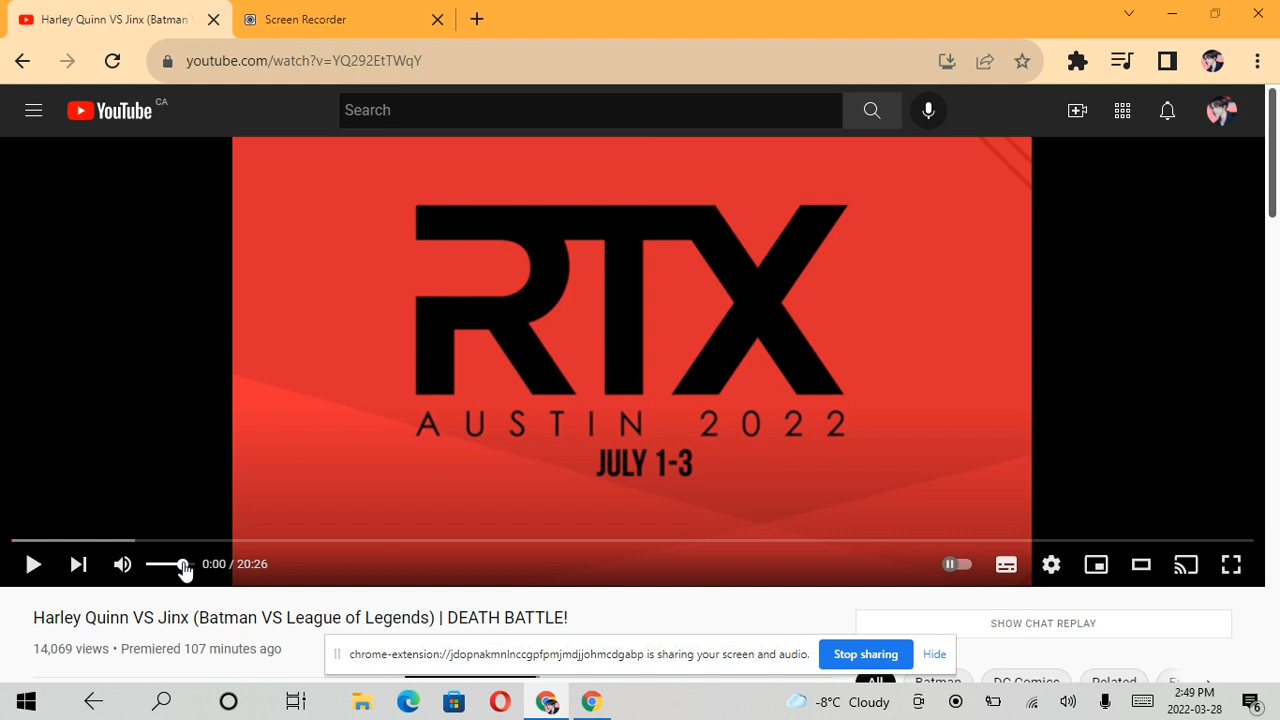 Harley Quinn VS Jinx (Batman
Screen Recorder
youtube.com/watch?v=YQ292EtTWqY
YouTube CA
Search
RTX
AUSTIN 2022
JULY 1-3
0:00 / 20:26
Harley Quinn VS Jinx (Batman VS League of Legends) | DEATH BATTLE!
14,069 views • Premiered 107 minutes ago
SHOW CHAT REPLAY
chrome-extension://jdopnakmnlnccgpfpmjmdjjohmcdgabp is sharing your screen and audio.
Stop sharing
Hide
All
Batman
DC Comics
Related
-8°C Cloudy
2:49 PM
2022-03-28
6